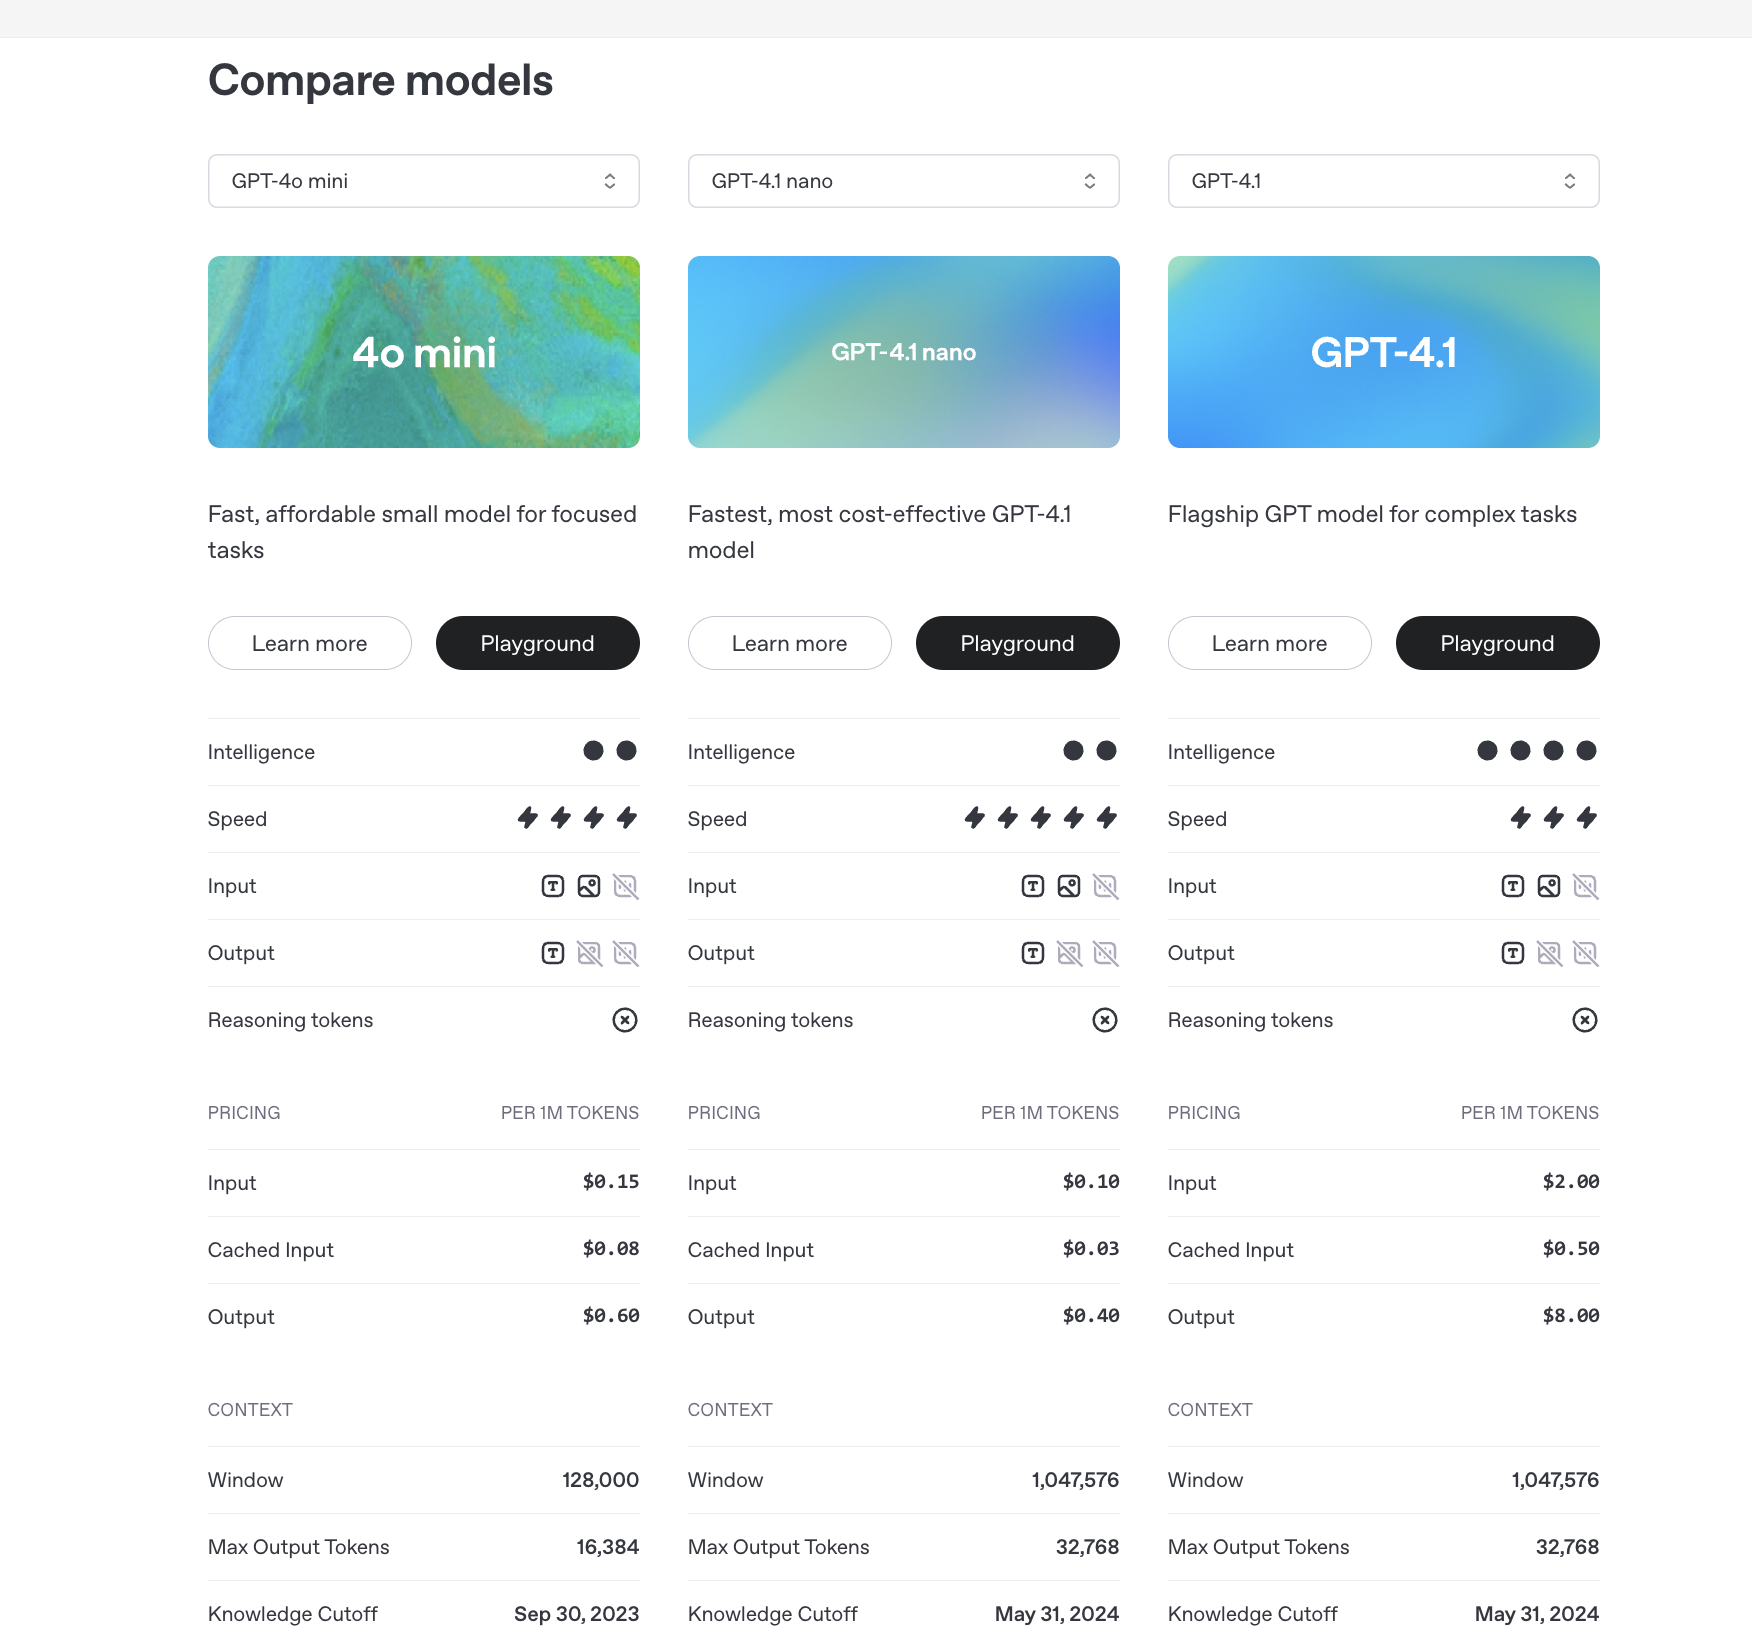 Compare models
GPT-4o mini
GPT-4.1 nano
GPT-4.1
4o mini
GPT-4.1 nano
GPT-4.1
Fast, affordable small model for focused
tasks
Fastest, most cost-effective GPT-4.1
model
Flagship GPT model for complex tasks
Learn more Playground
Learn more Playground
Learn more Playground
Intelligence
Speed
Input
Output
Reasoning tokens
PRICING PER 1M TOKENS
Input $0.15
Cached Input $0.08
Output $0.60
CONTEXT
Window 128,000
Max Output Tokens 16,384
Knowledge Cutoff Sep 30, 2023
Intelligence
Speed
Input
Output
Reasoning tokens
PRICING PER 1M TOKENS
Input $0.10
Cached Input $0.03
Output $0.40
CONTEXT
Window 1,047,576
Max Output Tokens 32,768
Knowledge Cutoff May 31, 2024
Intelligence
Speed
Input
Output
Reasoning tokens
PRICING PER 1M TOKENS
Input $2.00
Cached Input $0.50
Output $8.00
CONTEXT
Window 1,047,576
Max Output Tokens 32,768
Knowledge Cutoff May 31, 2024